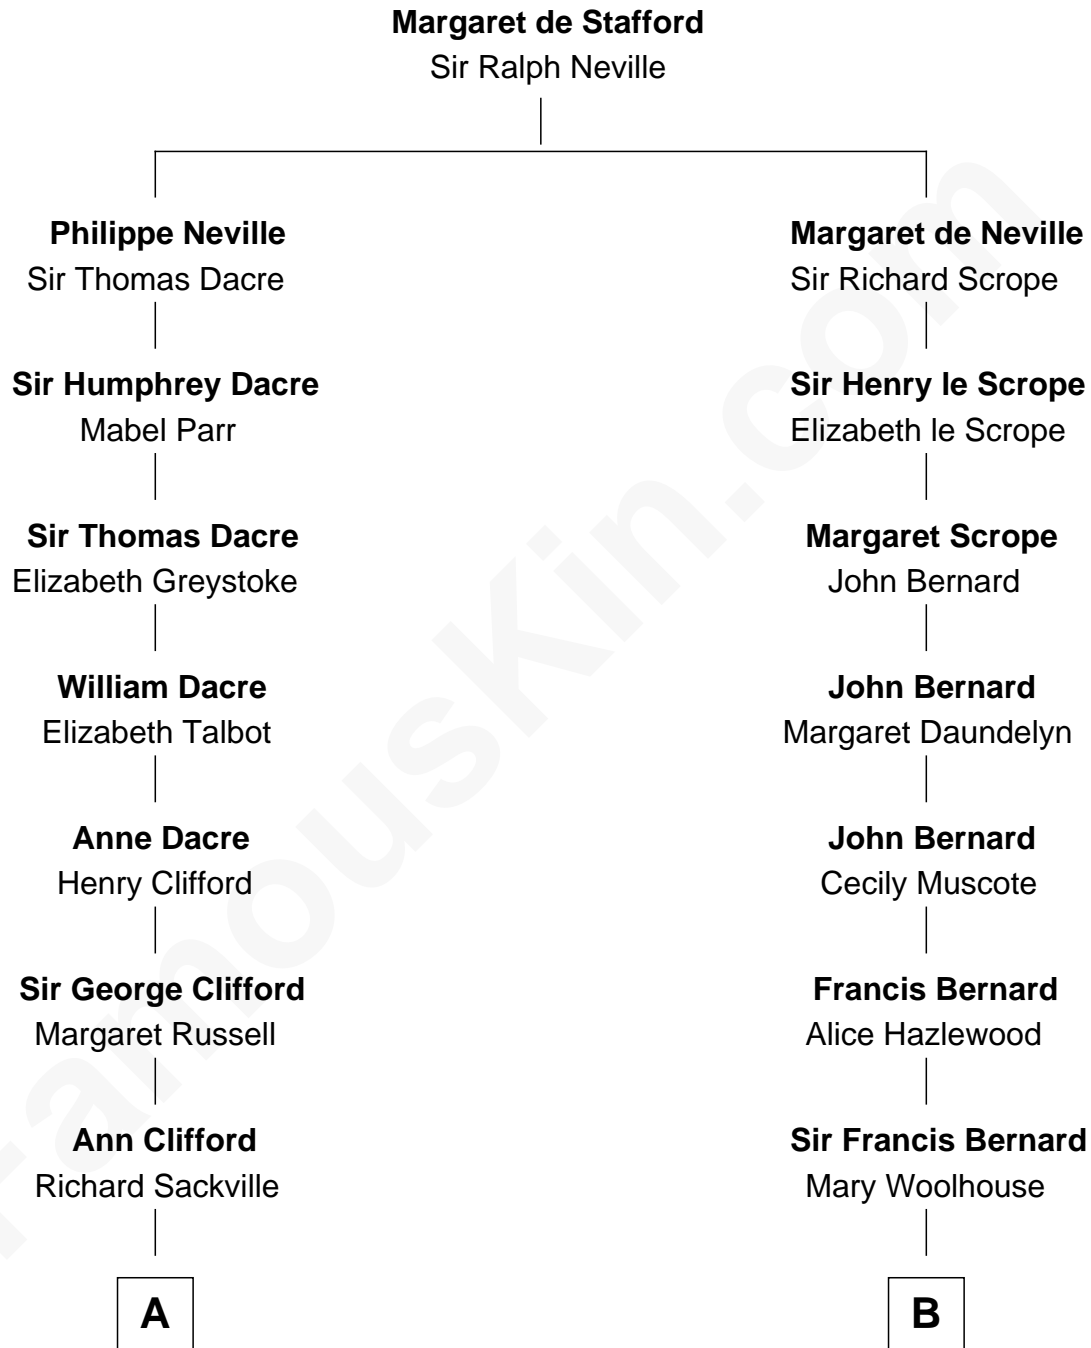 Margaret de Stafford
Sir Ralph Neville
Philippe Neville
Sir Thomas Dacre
Margaret de Neville
Sir Richard Scrope
Sir Humphrey Dacre
Mabel Parr
Sir Henry le Scrope
Elizabeth le Scrope
Sir Thomas Dacre
Elizabeth Greystoke
Margaret Scrope
John Bernard
William Dacre
Elizabeth Talbot
John Bernard
Margaret Daundelyn
Anne Dacre
Henry Clifford
John Bernard
Cecily Muscote
Sir George Clifford
Margaret Russell
Francis Bernard
Alice Hazlewood
Ann Clifford
Richard Sackville
Sir Francis Bernard
Mary Woolhouse
A
B
FamousKin.com